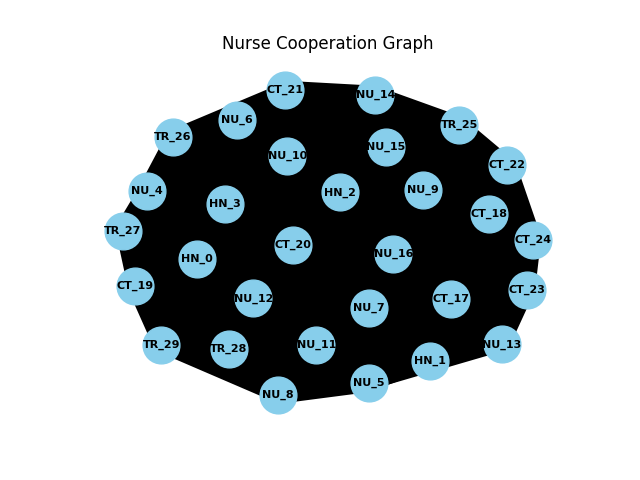 Nurse Cooperation Graph
CT_21
NU_14
NU_6
TR_25
TR_26
NU_15
NU_10
CT_22
NU_4
HN_2
NU_9
HN_3
CT_18
TR_27
CT_24
CT_20
NU_16
HN_0
CT_19
CT_23
NU_12
CT_17
NU_7
TR_29
TR_28
NU_11
NU_13
HN_1
NU_5
NU_8